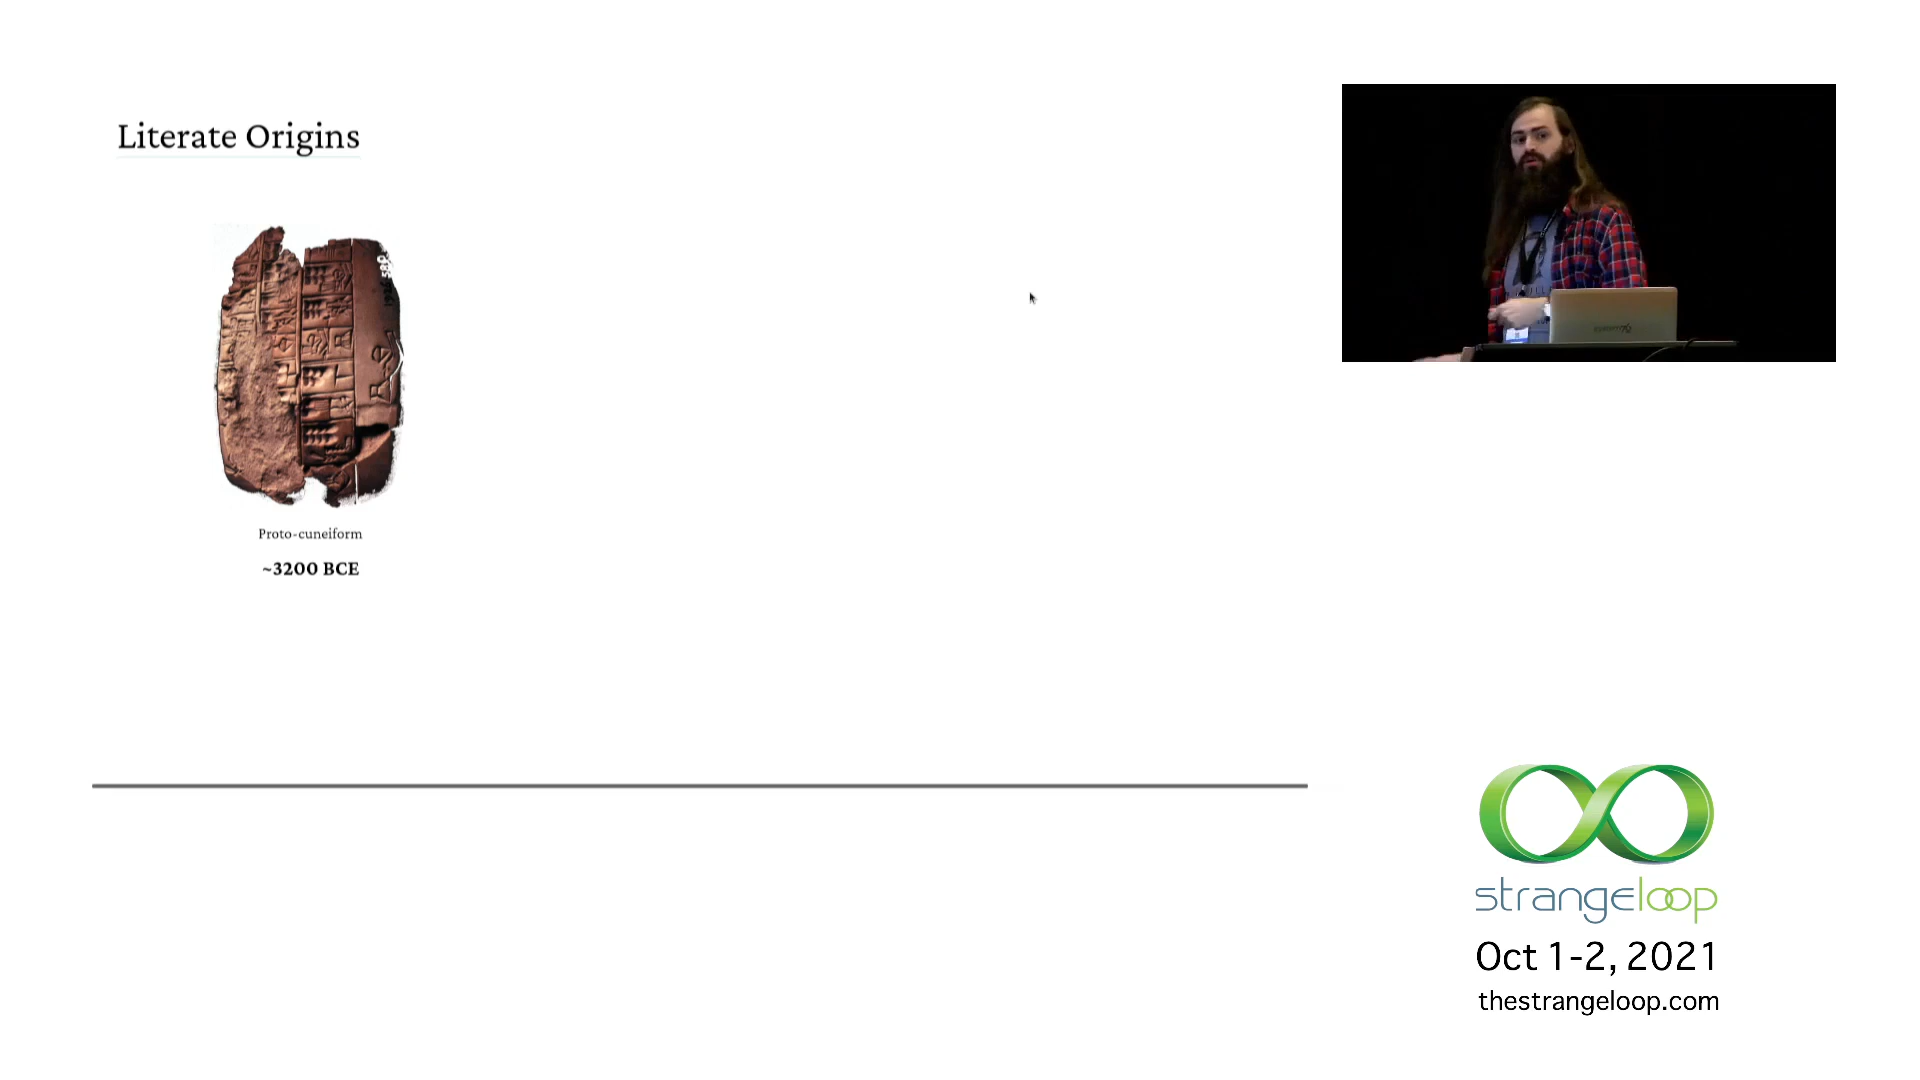 Literate Origins
Proto-cuneiform
~3200 BCE
strangeloop
Oct 1-2, 2021
thestrangeloop.com